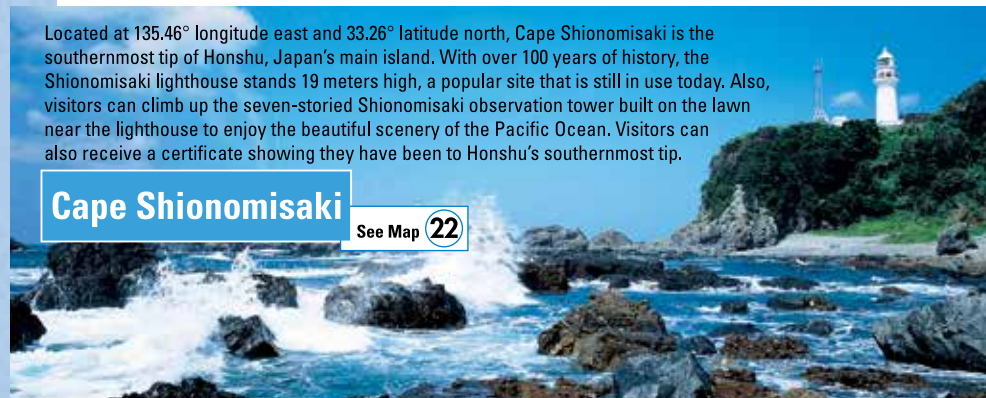 Located at 135.46° longitude east and 33.26° latitude north, Cape Shionomisaki is the
southernmost tip of Honshu, Japan's main island. With over 100 years of history, the
Shionomisaki lighthouse stands 19 meters high, a popular site that is still in use today. Also,
visitors can climb up the seven-storied Shionomisaki observation tower built on the lawn
near the lighthouse to enjoy the beautiful scenery of the Pacific Ocean. Visitors can
also receive a certificate showing they have been to Honshu's southernmost tip.
Cape Shionomisaki
See Map 22